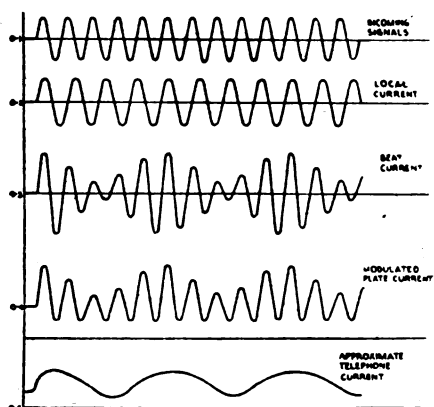 INCOMING
SIGNALS
LOCAL
CURRENT
BEAT
CURRENT
MODULATED
PLATE CURRENT
APPROXIMATE
TELEPHONE
CURRENT